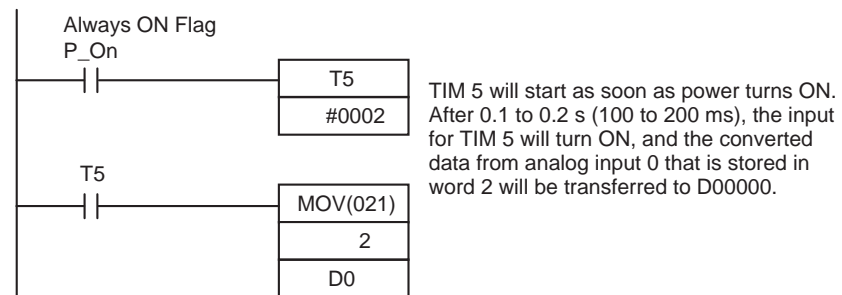 Always ON Flag
P_On
T5
#0002
TIM 5 will start as soon as power turns ON.
After 0.1 to 0.2 s (100 to 200 ms), the input
for TIM 5 will turn ON, and the converted
data from analog input 0 that is stored in
word 2 will be transferred to D00000.
T5
MOV(021)
2
D0